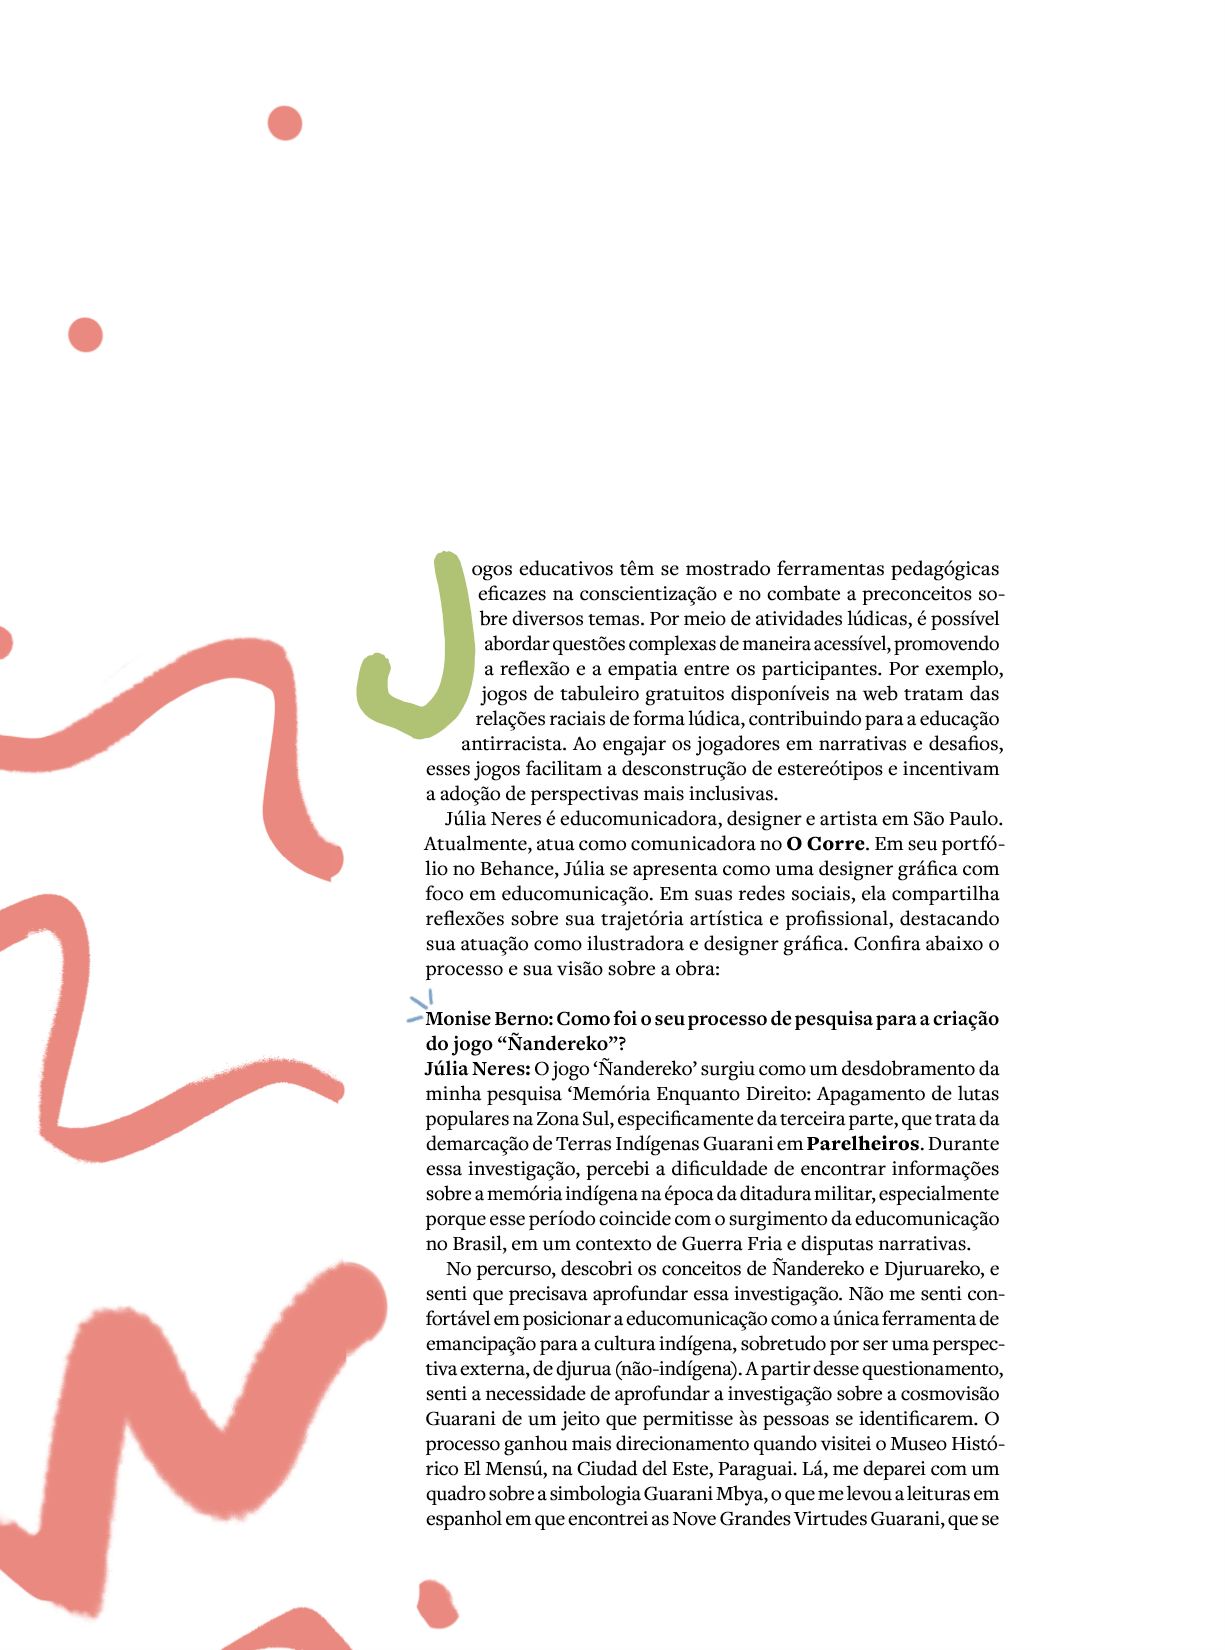 Jogos educativos têm se mostrado ferramentas pedagógicas
eficazes na conscientização e no combate a preconceitos so-
bre diversos temas. Por meio de atividades lúdicas, é possível
abordar questões complexas de maneira acessível, promovendo
a reflexão e a empatia entre os participantes. Por exemplo,
jogos de tabuleiro gratuitos disponíveis na web tratam das
relações raciais de forma lúdica, contribuindo para a educação
antirracista. Ao engajar os jogadores em narrativas e desafios,
esses jogos facilitam a desconstrução de estereótipos e incentivam
a adoção de perspectivas mais inclusivas.
Júlia Neres é educomunicadora, designer e artista em São Paulo.
Atualmente, atua como comunicadora no O Corre. Em seu portfó-
lio no Behance, Júlia se apresenta como uma designer gráfica com
foco em educomunicação. Em suas redes sociais, ela compartilha
reflexões sobre sua trajetória artística e profissional, destacando
sua atuação como ilustradora e designer gráfica. Confira abaixo o
processo e sua visão sobre a obra:
Monise Berno: Como foi o seu processo de pesquisa para a criação
do jogo “Ñandereko”?
Júlia Neres: O jogo ‘Ñandereko’ surgiu como um desdobramento da
minha pesquisa ‘Memória Enquanto Direito: Apagamento de lutas
populares na Zona Sul, especificamente da terceira parte, que trata da
demarcação de Terras Indígenas Guarani em Parelheiros. Durante
essa investigação, percebi a dificuldade de encontrar informações
sobre a memória indígena na época da ditadura militar, especialmente
porque esse período coincide com o surgimento da educomunicação
no Brasil, em um contexto de Guerra Fria e disputas narrativas.
No percurso, descobri os conceitos de Ñandereko e Djuruareko, e
senti que precisava aprofundar essa investigação. Não me senti con-
fortável em posicionar a educomunicação como a única ferramenta de
emancipação para a cultura indígena, sobretudo por ser uma perspec-
tiva externa, de djurua (não-indígena). A partir desse questionamento,
senti a necessidade de aprofundar a investigação sobre a cosmovisão
Guarani de um jeito que permitisse às pessoas se identificarem. O
processo ganhou mais direcionamento quando visitei o Museo Histó-
rico El Mensú, na Ciudad del Este, Paraguai. Lá, me deparei com um
quadro sobre a simbologia Guarani Mbya, o que me levou a leituras em
espanhol em que encontrei as Nove Grandes Virtudes Guarani, que se